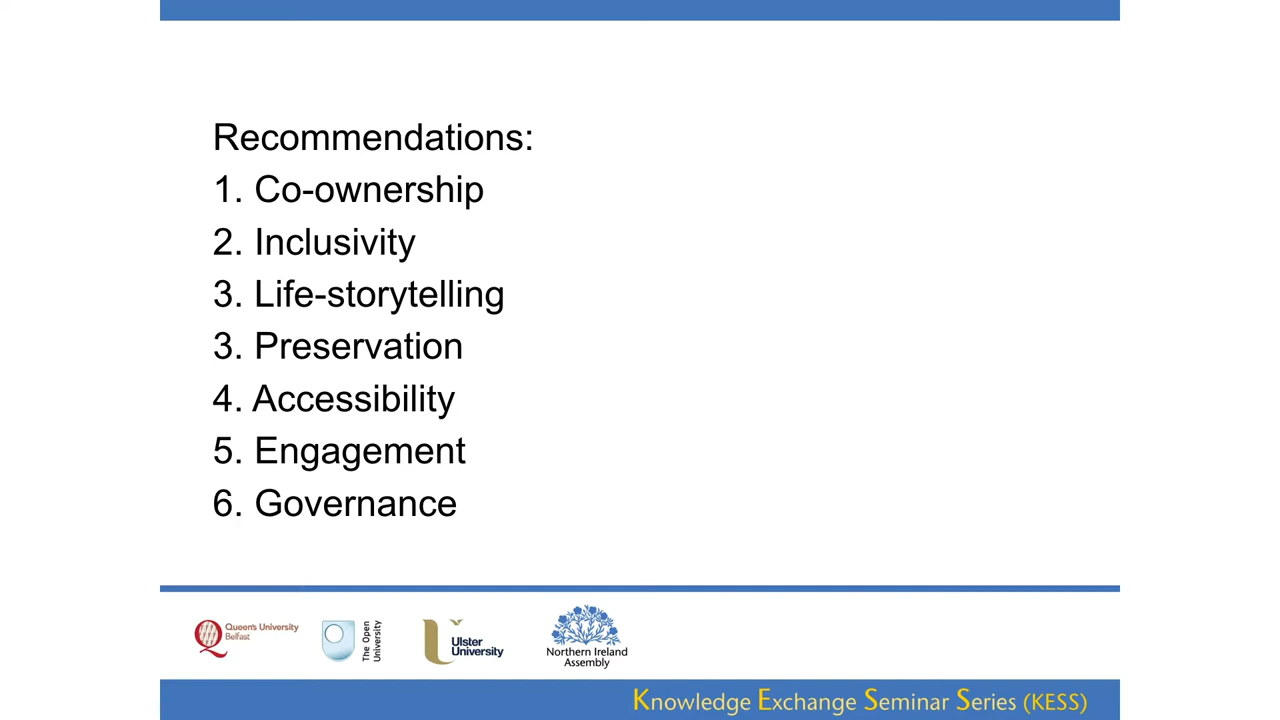 Recommendations:
1. Co-ownership
2. Inclusivity
3. Life-storytelling
3. Preservation
4. Accessibility
5. Engagement
6. Governance
Queen's University
Belfast
The Open
University
Ulster
University
Northern Ireland
Assembly
Knowledge Exchange Seminar Series (KESS)